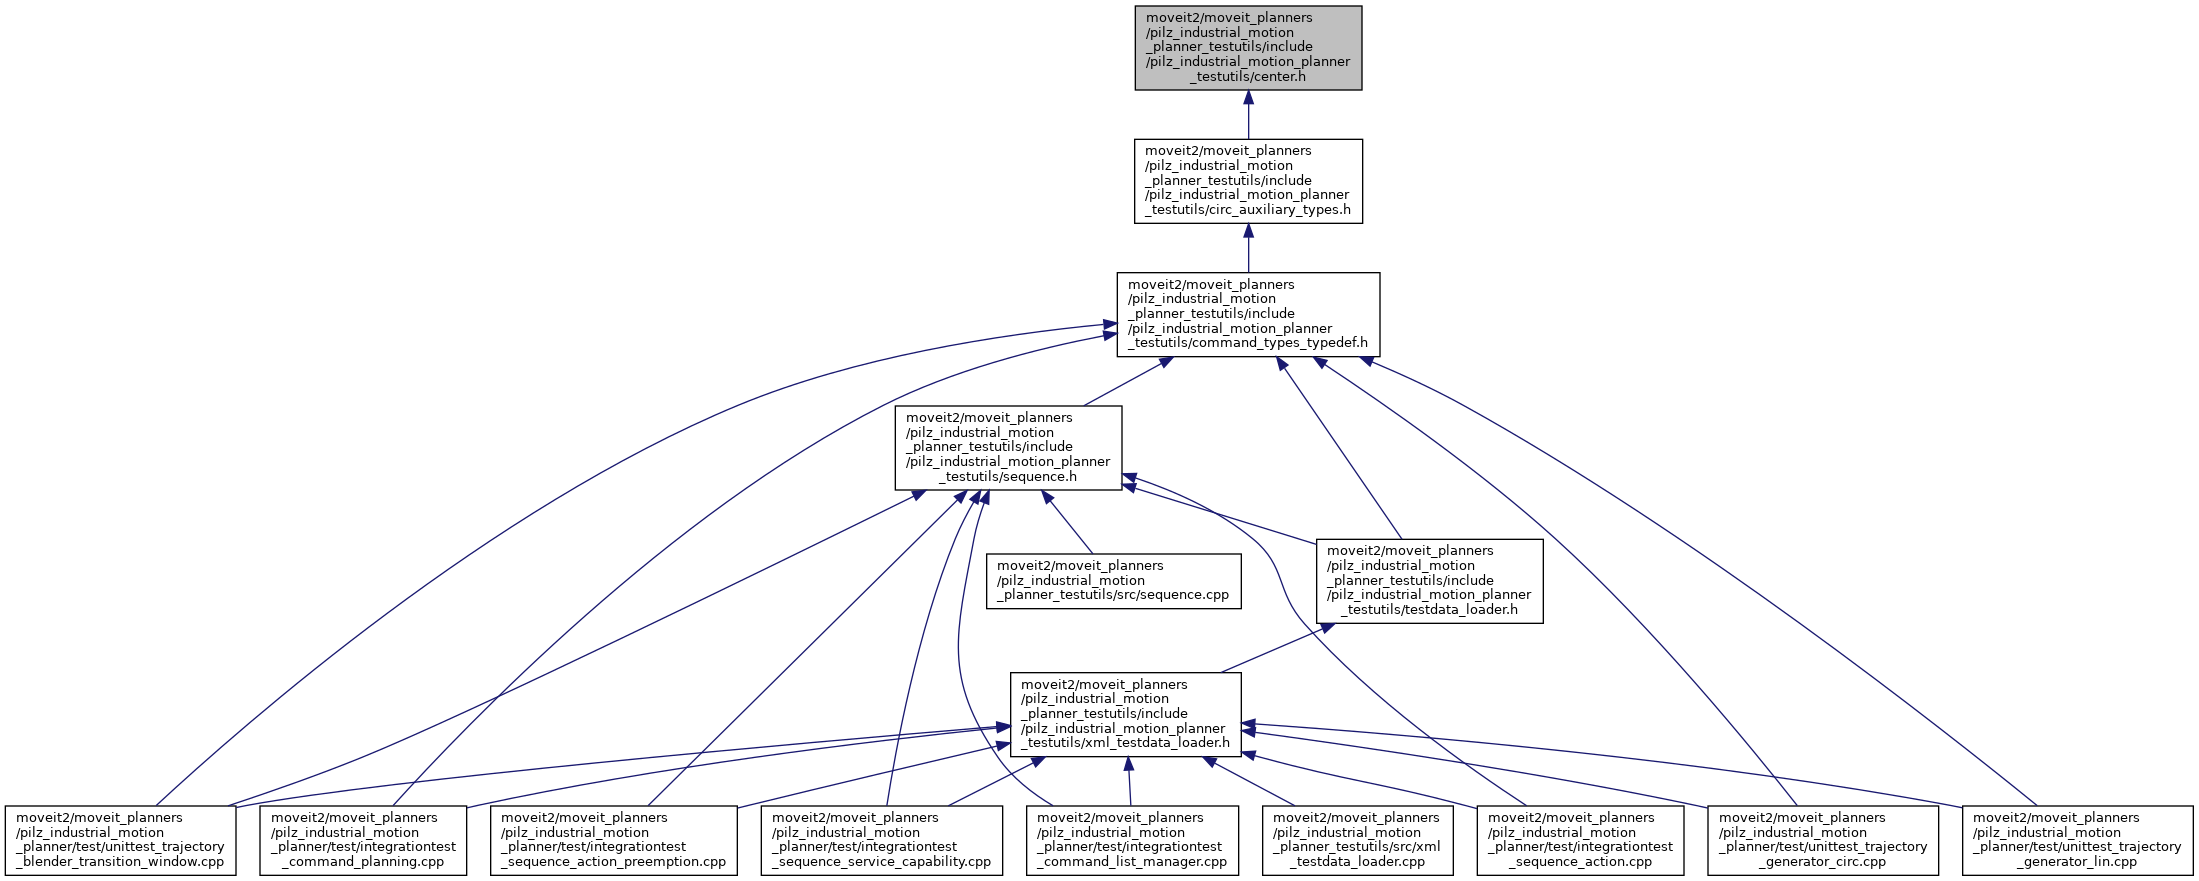 moveit2/moveit_planners
/pilz_industrial_motion
_planner_testutils/include
/pilz_industrial_motion_planner
_testutils/center.h
moveit2/moveit_planners
/pilz_industrial_motion
_planner_testutils/include
/pilz_industrial_motion_planner
_testutils/circ_auxiliary_types.h
moveit2/moveit_planners
/pilz_industrial_motion
_planner_testutils/include
/pilz_industrial_motion_planner
_testutils/command_types_typedef.h
moveit2/moveit_planners
/pilz_industrial_motion
_planner_testutils/include
/pilz_industrial_motion_planner
_testutils/sequence.h
moveit2/moveit_planners
/pilz_industrial_motion
_planner_testutils/src/sequence.cpp
moveit2/moveit_planners
/pilz_industrial_motion
_planner_testutils/include
/pilz_industrial_motion_planner
_testutils/testdata_loader.h
moveit2/moveit_planners
/pilz_industrial_motion
_planner_testutils/include
/pilz_industrial_motion_planner
_testutils/xml_testdata_loader.h
moveit2/moveit_planners
/pilz_industrial_motion
_planner/test/unittest_trajectory
_blender_transition_window.cpp
moveit2/moveit_planners
/pilz_industrial_motion
_planner/test/integrationtest
_command_planning.cpp
moveit2/moveit_planners
/pilz_industrial_motion
_planner/test/integrationtest
_sequence_action_preemption.cpp
moveit2/moveit_planners
/pilz_industrial_motion
_planner/test/integrationtest
_sequence_service_capability.cpp
moveit2/moveit_planners
/pilz_industrial_motion
_planner/test/integrationtest
_command_list_manager.cpp
moveit2/moveit_planners
/pilz_industrial_motion
_planner_testutils/src/xml
_testdata_loader.cpp
moveit2/moveit_planners
/pilz_industrial_motion
_planner/test/integrationtest
_sequence_action.cpp
moveit2/moveit_planners
/pilz_industrial_motion
_planner/test/unittest_trajectory
_generator_circ.cpp
moveit2/moveit_planners
/pilz_industrial_motion
_planner/test/unittest_trajectory
_generator_lin.cpp